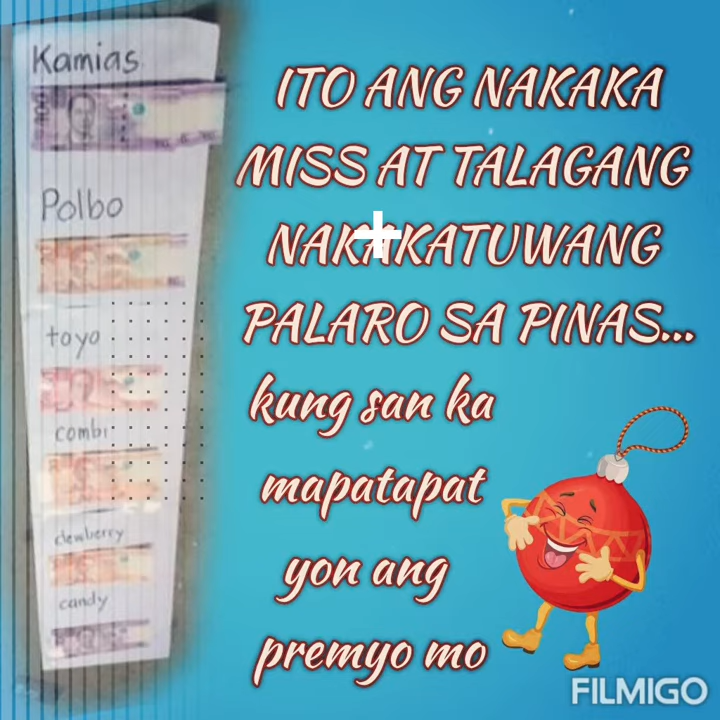 Kamias
Polbo
toyo
combi
dewberry
candy
ITO ANG NAKAKA
MISS AT TALAGANG
NAKAKATUWANG
PALARO SA PINAS...
kung san ka
mapatapat
yon ang
premyo mo
FILMIGO